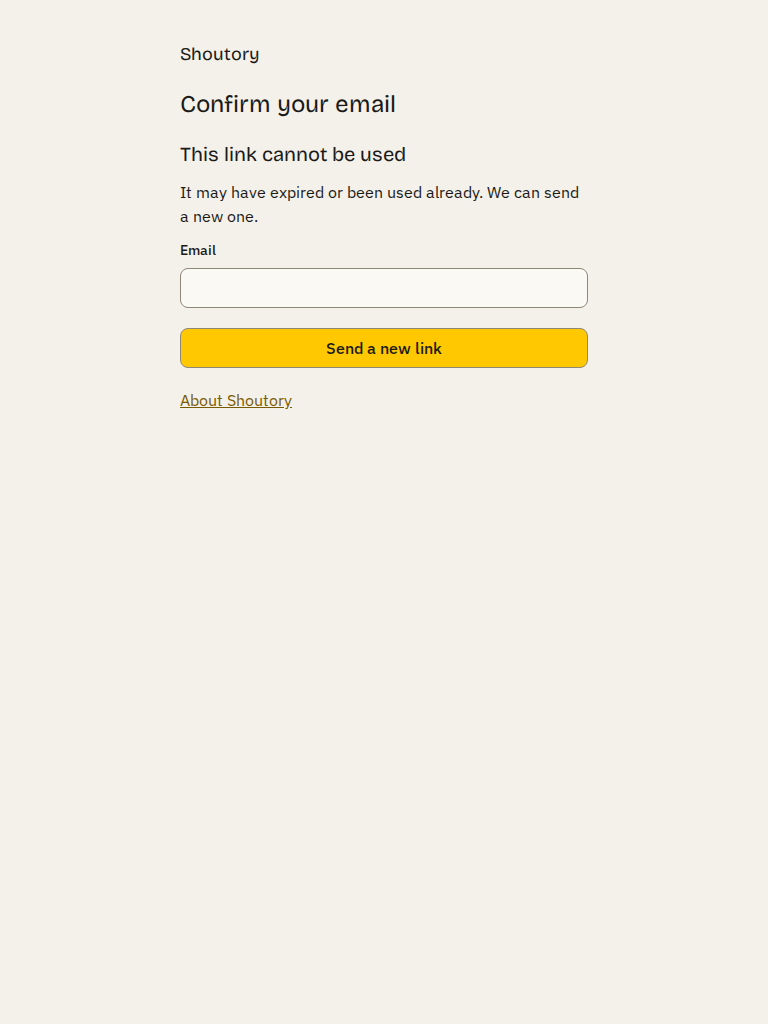 Shoutory
Confirm your email
This link cannot be used
It may have expired or been used already. We can send
a new one.
Email
Send a new link
About Shoutory